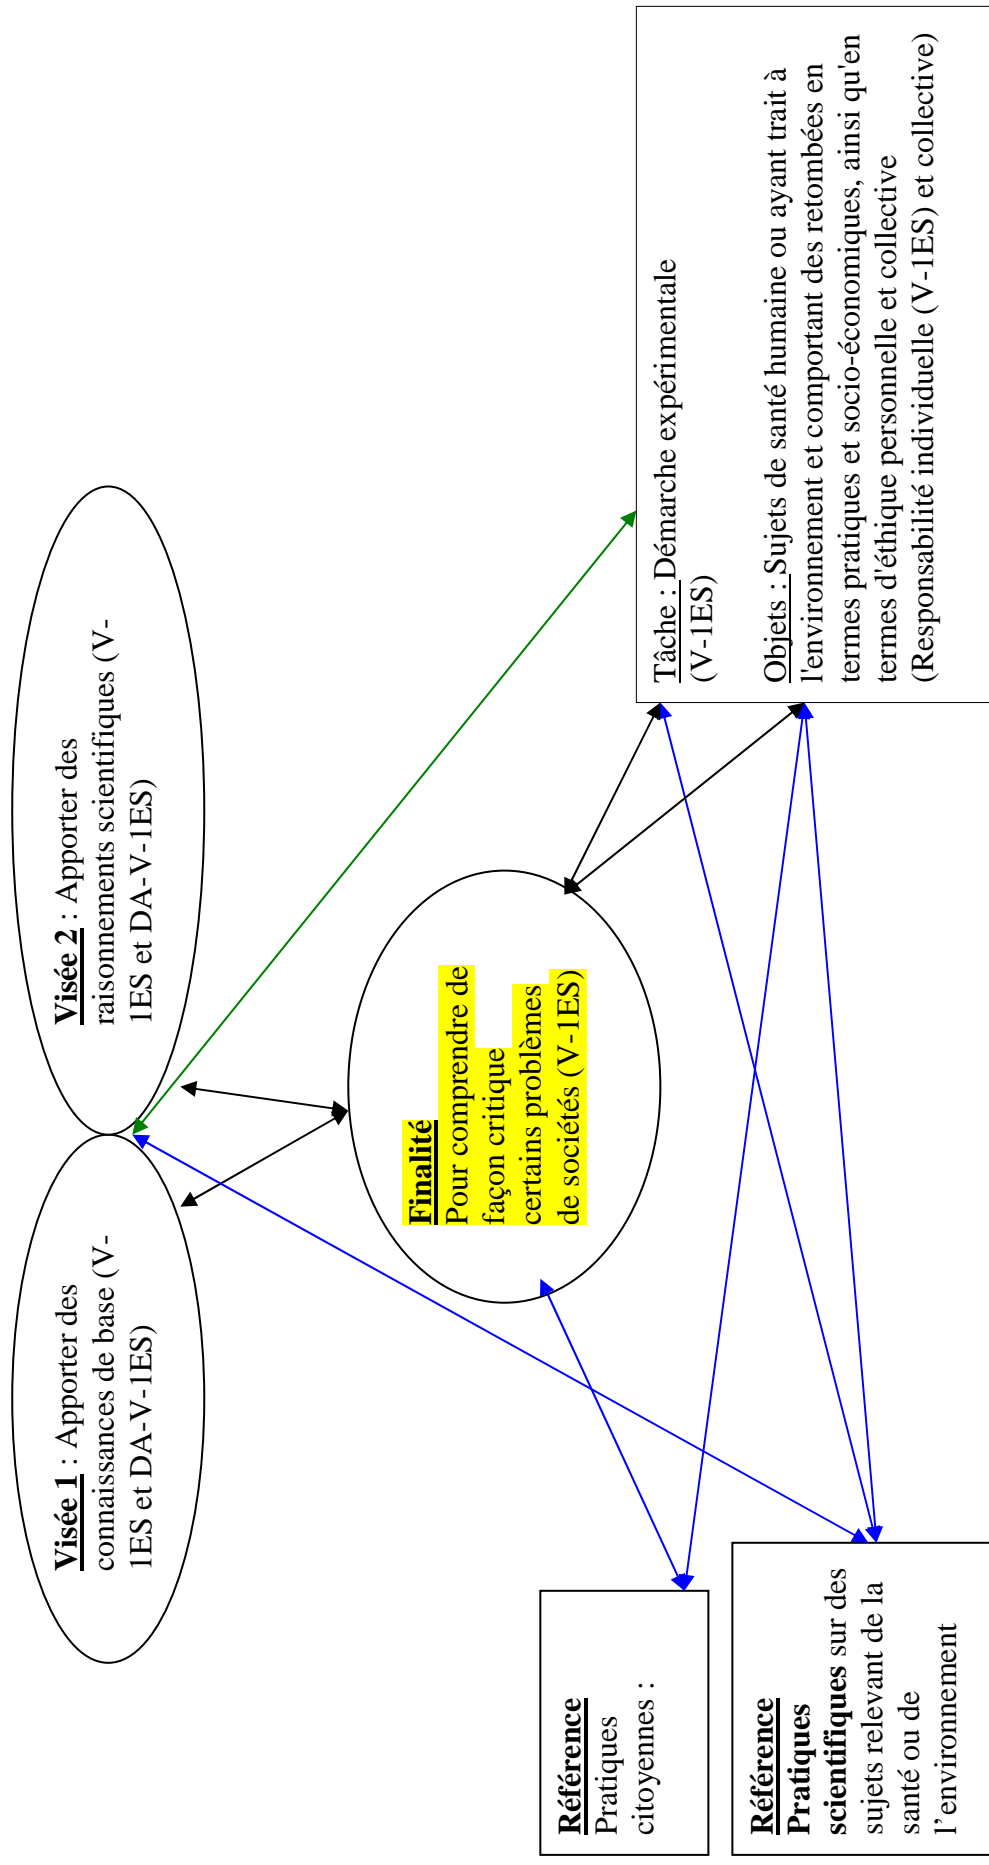 Visée 1 : Apporter des
connaissances de base (V-
1ES et DA-V-1ES)
Visée 2 : Apporter des
raisonnements scientifiques (V-
1ES et DA-V-1ES)
Finalité
Pour comprendre de
façon critique
certains problèmes
de sociétés (V-1ES)
Référence
Pratiques
citoyennes :
Référence
Pratiques
scientifiques sur des
sujets relevant de la
santé ou de
l’environnement
Tâche : Démarche expérimentale
(V-1ES)
Objets : Sujets de santé humaine ou ayant trait à
l'environnement et comportant des retombées en
termes pratiques et socio-économiques, ainsi qu'en
termes d'éthique personnelle et collective
(Responsabilité individuelle (V-1ES) et collective)